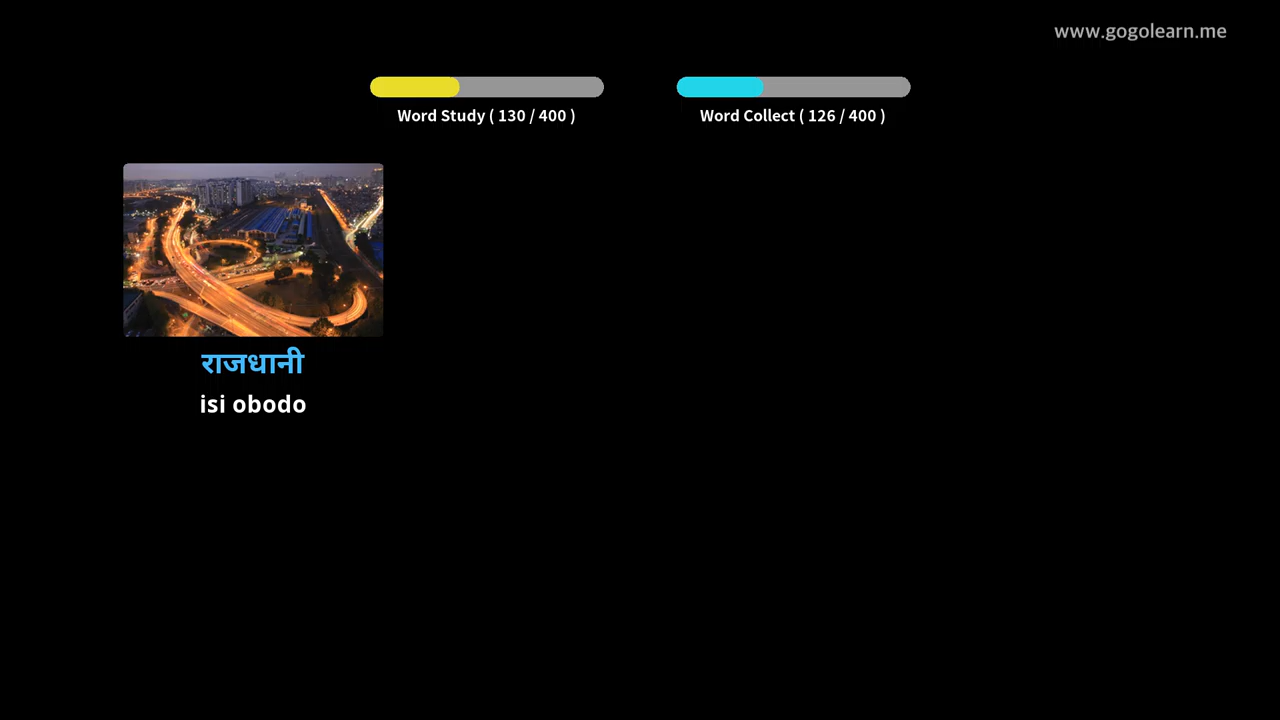 www.gogolearn.me
Word Study ( 130 / 400 )
Word Collect ( 126 / 400 )
राजधानी
isi obodo